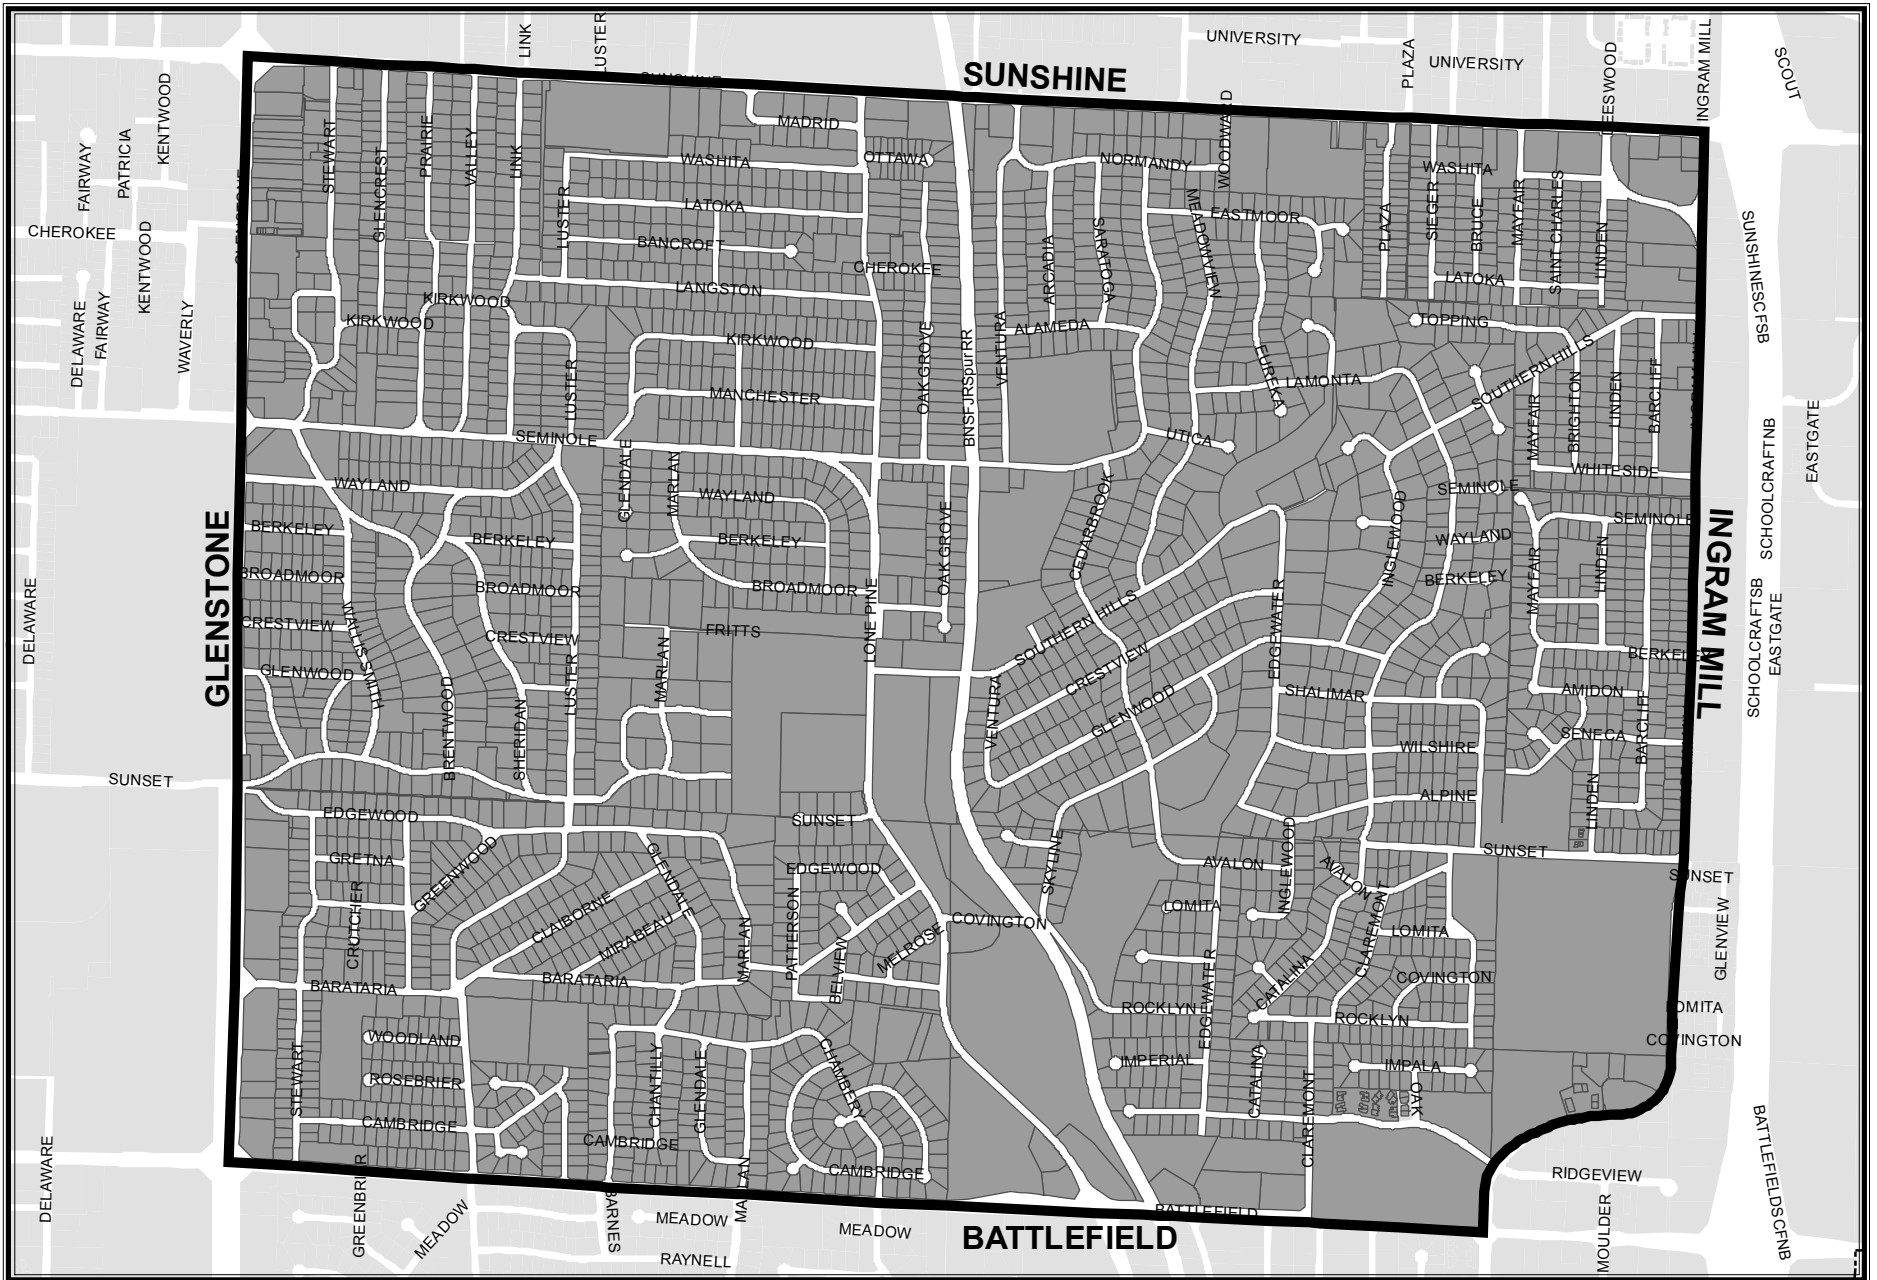 LINK
LUSTER
UNIVERSITY
PLAZA
UNIVERSITY
INGRAM MILL
SCOUT
SUNSHINE
SUNSHINE
KENTWOOD
PATRICIA
FAIRWAY
STEWART
GLENCREST
PRAIRIE
VALLEY
LINK
MADRID
WASHITA
OTTAWA
NORMANDY
WOODWARD
WASHITA
LUSTER
LATOKA
MEADOWVIEW
EASTMOOR
PLAZA
SIEGER
BRUCE
MAYFAIR
SAINT CHARLES
LINDEN
CHEROKEE
KENTWOOD
GLENSTONE
BANCROFT
CHEROKEE
ARCADIA
SARATOGA
SUNSHINESCFSB
LANGSTON
LATOKA
DELAWARE
FAIRWAY
WAVERLY
KIRKWOOD
KIRKWOOD
KIRKWOOD
OAK GROVE
BNSFJRSpur RR
VENTURA
ALAMEDA
TOPPING
EUREKA
LAMONTA
SOUTHERN HILLS
LUSTER
MANCHESTER
MAYFAIR
BRIGHTON
LINDEN
BARCLIFF
EASTGATE
SEMINOLE
UTICA
SCHOOLCRAFTNB
GLENDALE
MARLAN
WAYLAND
WAYLAND
CEDARBROOK
WHITESIDE
SEMINOLE
INGLEWOOD
SEMINOLE
OAK GROVE
BERKELEY
BERKELEY
BERKELEY
WAYLAND
GLENSTONE
INGRAM MILL
BROADMOOR
BROADMOOR
BROADMOOR
BERKELEY
MAYFAIR
LINDEN
DELAWARE
LONE PINE
EDGEWATER
SCHOOLCRAFTSB
EASTGATE
CRESTVIEW
WALLIS SMITH
CRESTVIEW
FRITTS
SOUTHERN HILLS
BERKELEY
GLENWOOD
LUSTER
MARLAN
CRESTVIEW
BRENTWOOD
SHERIDAN
VENTURA
GLENWOOD
SHALIMAR
AMIDON
BARCLIFF
SENECA
WILSHIRE
SUNSET
ALPINE
LINDEN
EDGEWOOD
SUNSET
GRETNA
GREENWOOD
GLENDALE
EDGEWOOD
SKYLINE
AVALON
INGLEWOOD
AVALON
SUNSET
SUNSET
CRUTCHER
CLAIBORNE
MIRABEAU
MARLAN
PATTERSON
BELVIEW
MELROSE
COVINGTON
LOMITA
CLAREMONT
LOMITA
GLENVIEW
BARATARIA
BARATARIA
EDGEWATER
CATALINA
COVINGTON
ROCKLYN
ROCKLYN
LOMITA
COVINGTON
WOODLAND
STEWART
ROSEBRIER
CHANTILLY
GLENDALE
CHAMBERY
IMPERIAL
CATALINA
CLAREMONT
IMPALA
OAK
CAMBRIDGE
CAMBRIDGE
CAMBRIDGE
DELAWARE
GREENBRIAR
MEADOW
BARNES
MARLAN
MEADOW
MEADOW
RAYNELL
BATTLEFIELD
BATTLEFIELD
RIDGEVIEW
MOULDER
BATTLEFIELDSCFNB